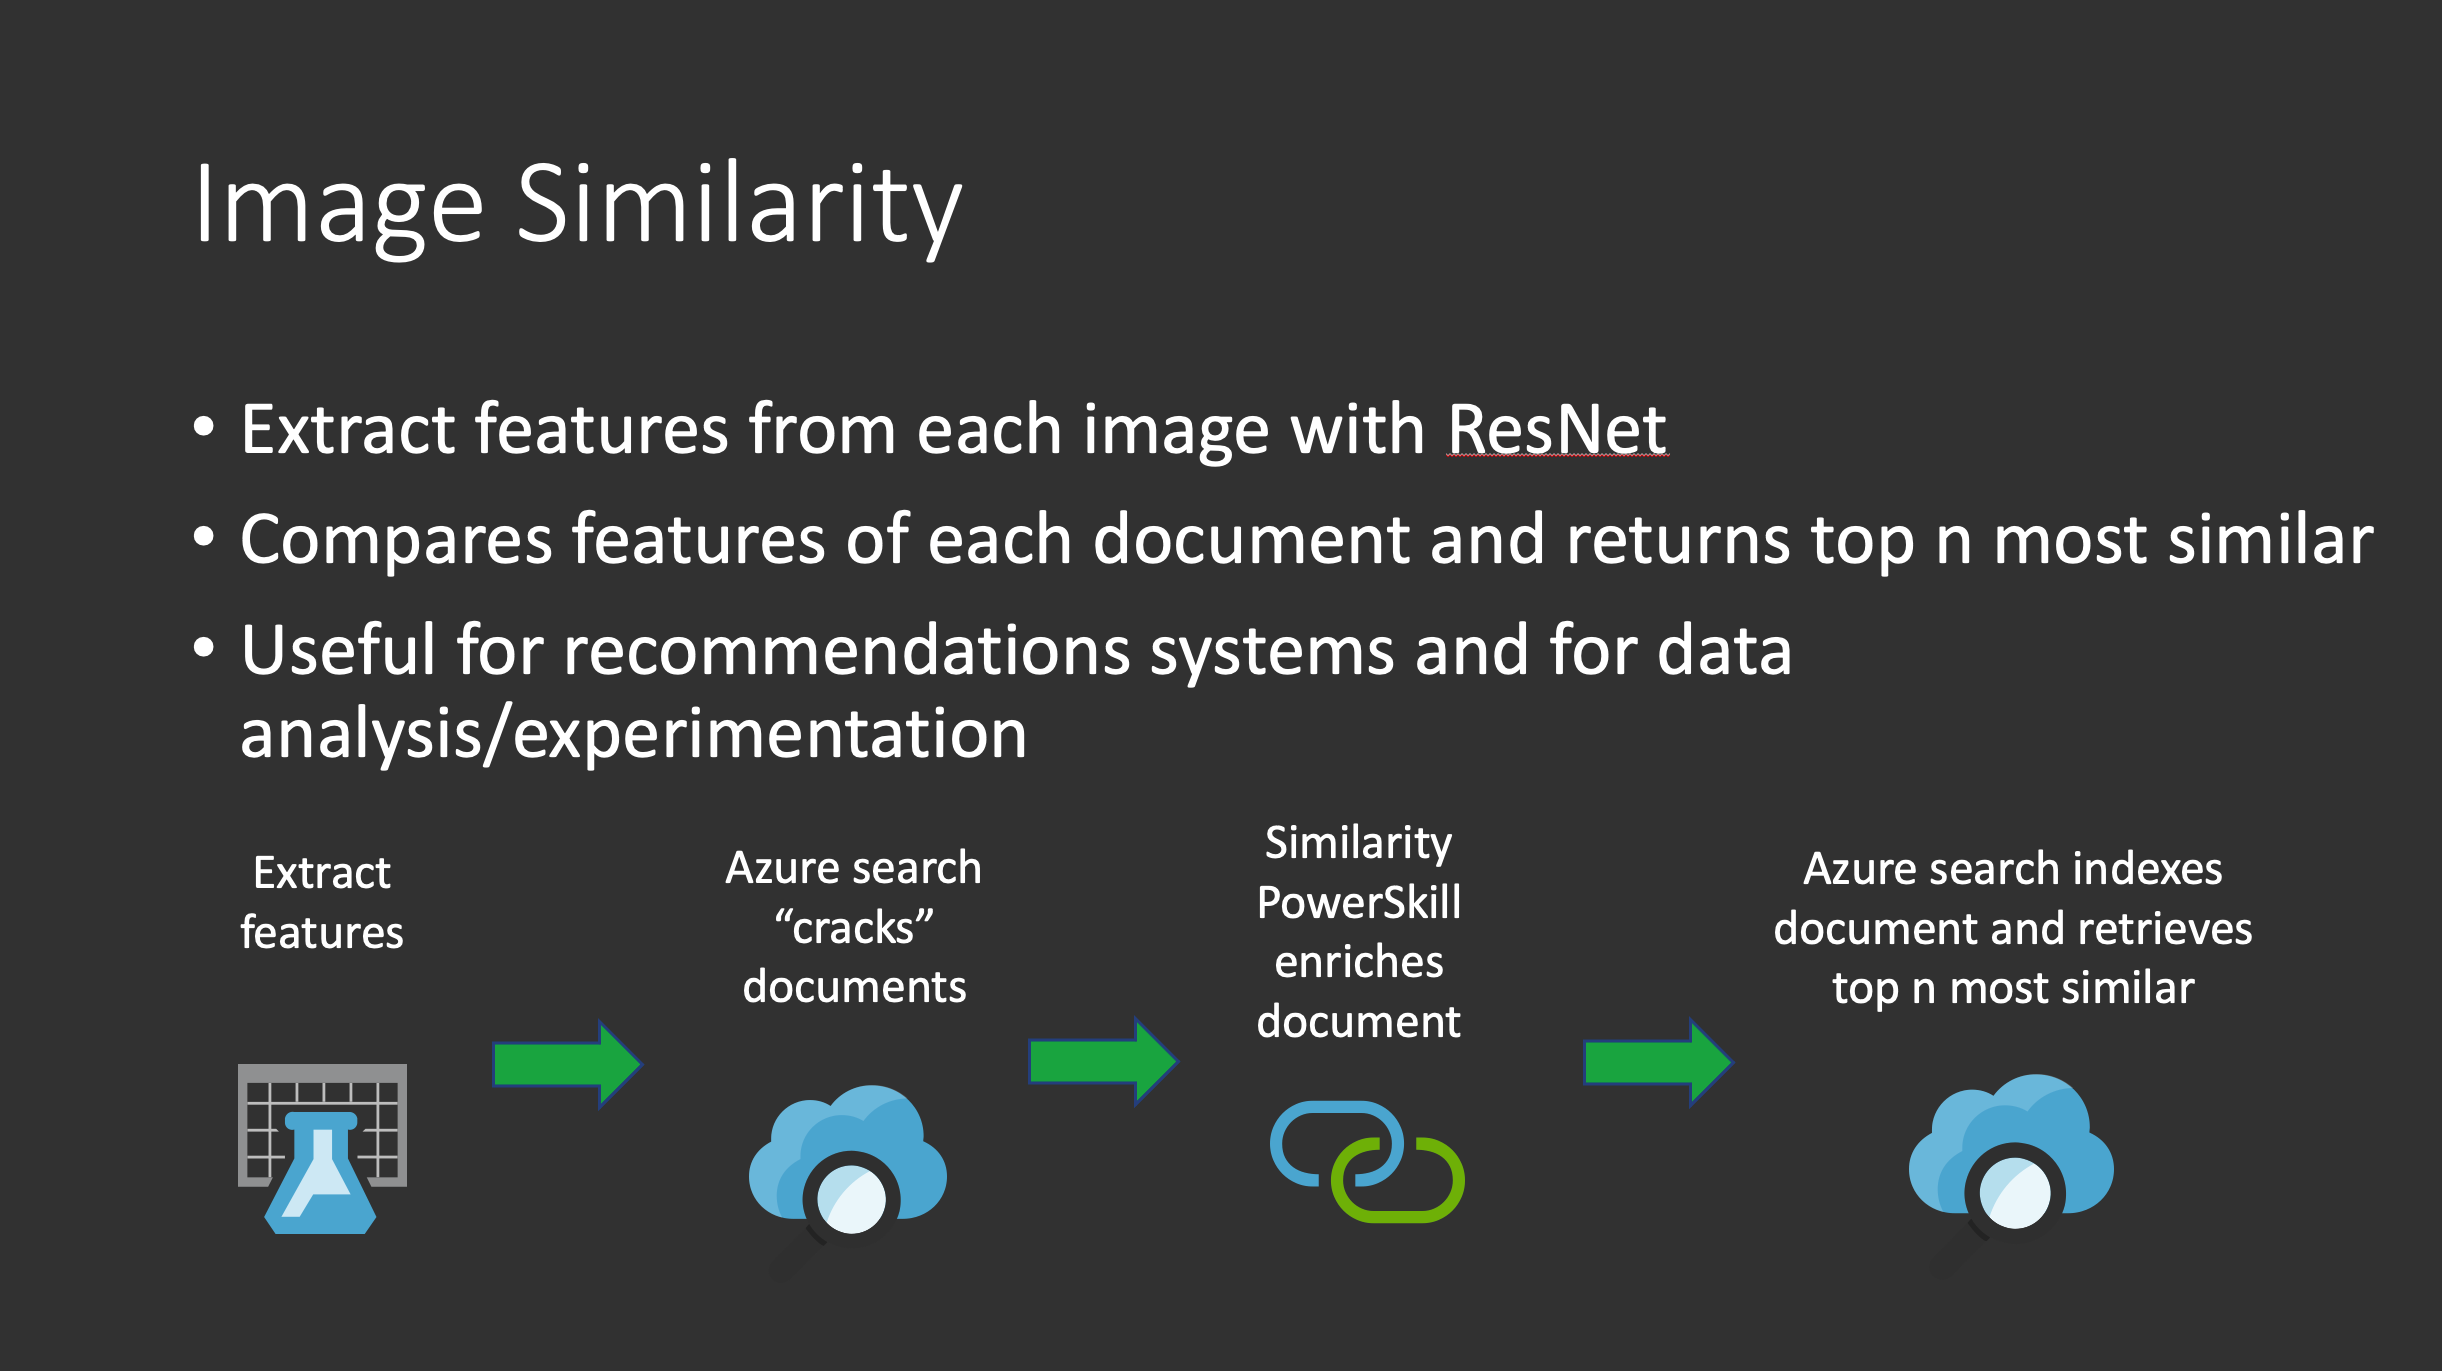 Image Similarity
• Extract features from each image with ResNet
• Compares features of each document and returns top n most similar
• Useful for recommendations systems and for data
analysis/experimentation
Extract
features
Azure search
“cracks”
documents
Similarity
PowerSkill
enriches
document
Azure search indexes
document and retrieves
top n most similar